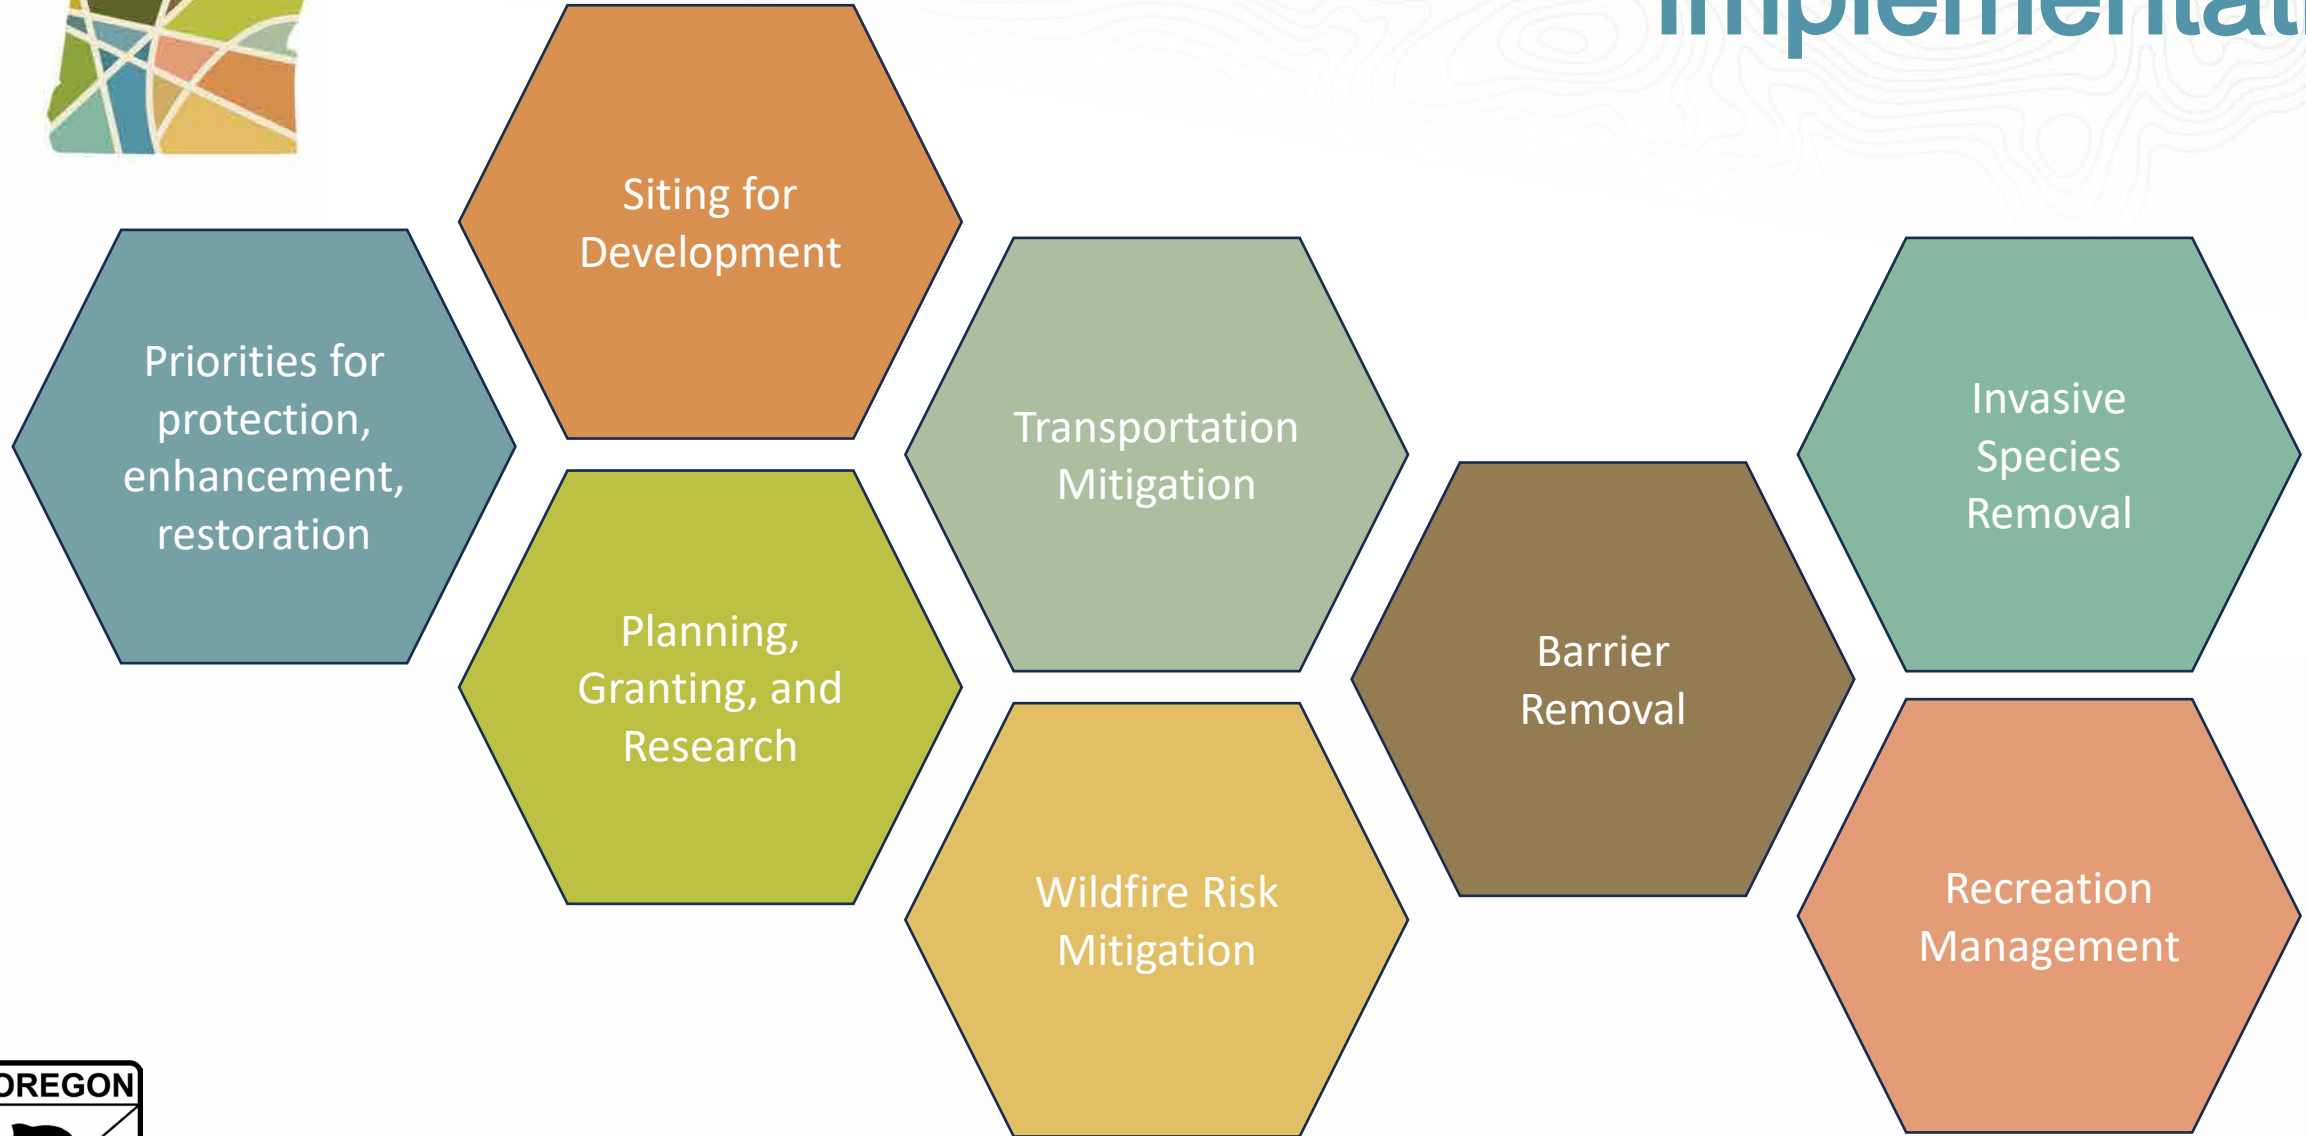 Siting for
Development
Priorities for
protection,
enhancement,
restoration
Planning,
Granting, and
Research
Transportation
Mitigation
Wildfire Risk
Mitigation
Barrier
Removal
Invasive
Species
Removal
Recreation
Management
OREGON